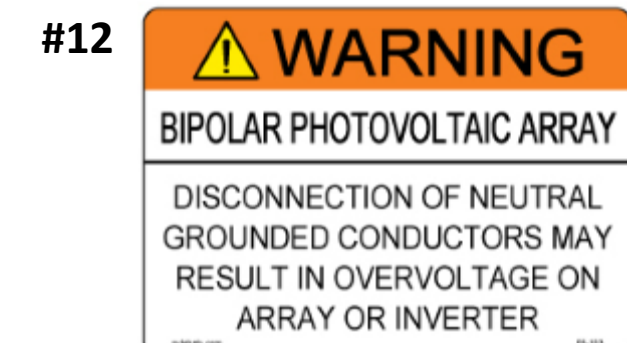 #12
WARNING
BIPOLAR PHOTOVOLTAIC ARRAY
DISCONNECTION OF NEUTRAL
GROUNDED CONDUCTORS MAY
RESULT IN OVERVOLTAGE ON
ARRAY OR INVERTER